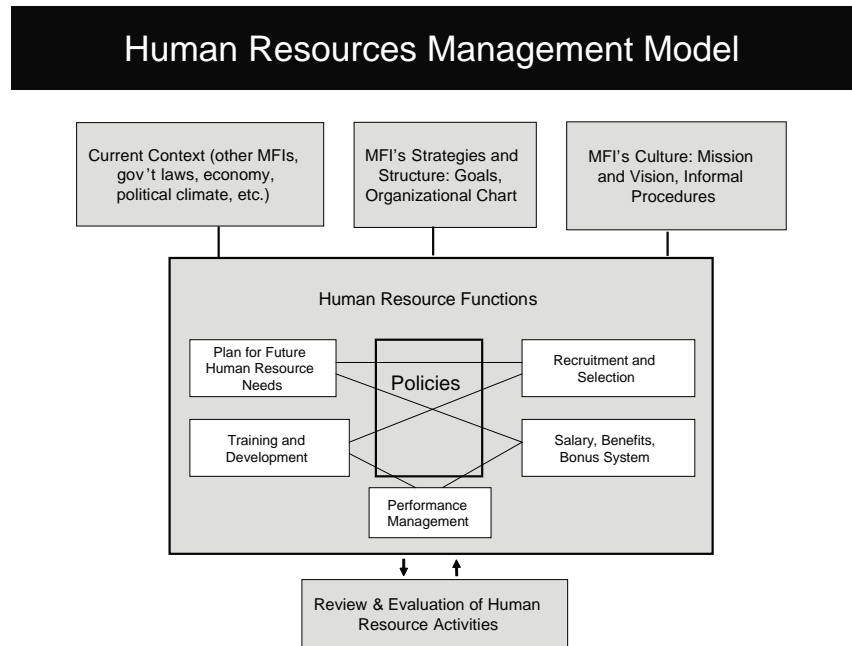 Human Resources Management Model
Current Context (other MFIs,
gov't laws, economy,
political climate, etc.)
MFI's Strategies and
Structure: Goals,
Organizational Chart
MFI's Culture: Mission
and Vision, Informal
Procedures
Human Resource Functions
Plan for Future
Human Resource
Needs
Policies
Recruitment and
Selection
Training and
Development
Salary, Benefits,
Bonus System
Performance
Management
Review & Evaluation of Human
Resource Activities